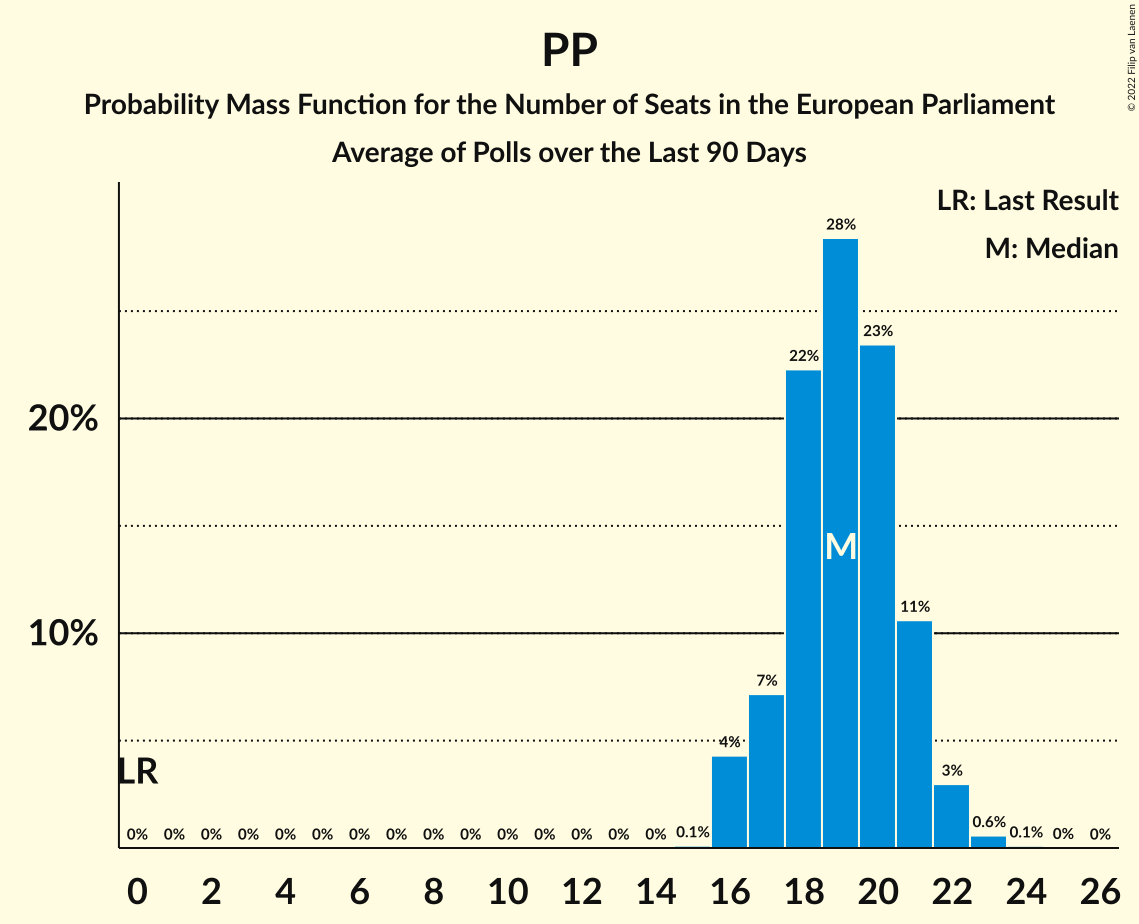 PP
Probability Mass Function for the Number of Seats in the European Parliament
Average of Polls over the Last 90 Days
© 2022 Filip van Laenen
LR: Last Result
M: Median
28%
23%
22%
20%
M
11%
10%
7%
4%
3%
LR
0% 0% 0% 0% 0% 0% 0% 0% 0% 0% 0% 0% 0% 0% 0% 0.1% 0.6% 0.1% 0% 0%
0 2 4 6 8 10 12 14 16 18 20 22 24 26